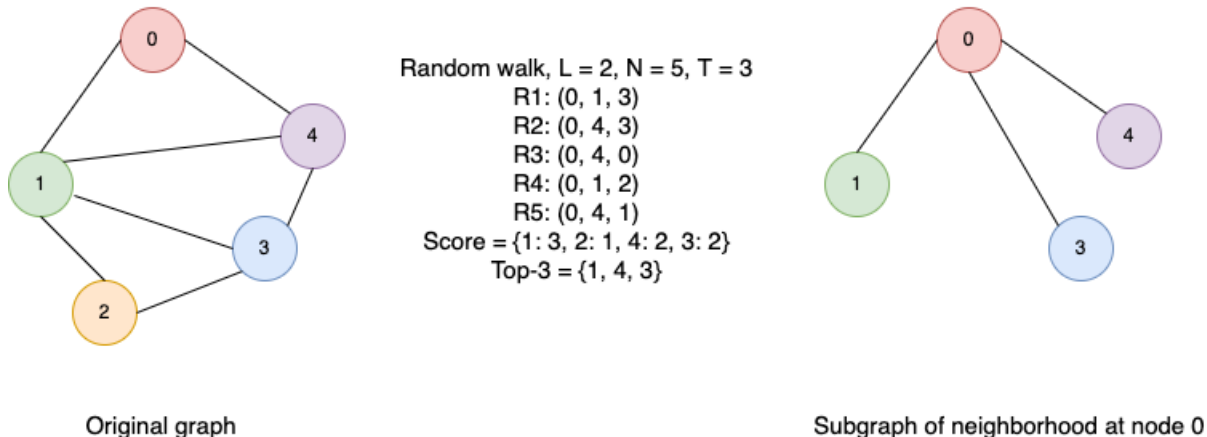 0
4
1
3
2
Original graph
Random walk, L = 2, N = 5, T = 3
R1: (0, 1, 3)
R2: (0, 4, 3)
R3: (0, 4, 0)
R4: (0, 1, 2)
R5: (0, 4, 1)
Score = {1: 3, 2: 1, 4: 2, 3: 2}
Top-3 = {1, 4, 3}
0
4
1
3
Subgraph of neighborhood at node 0